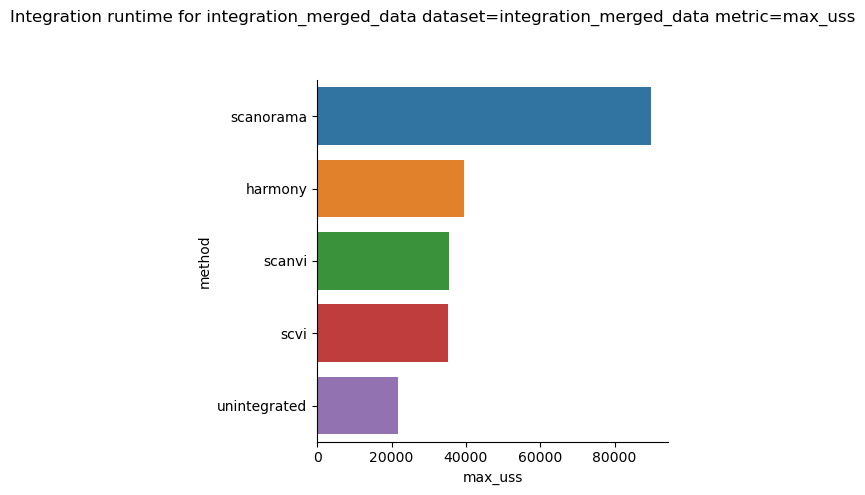 Integration runtime for integration_merged_data dataset=integration_merged_data metric=max_uss
scanorama
harmony
scanvi
scvi
unintegrated
method
0 20000 40000 60000 80000
max_uss